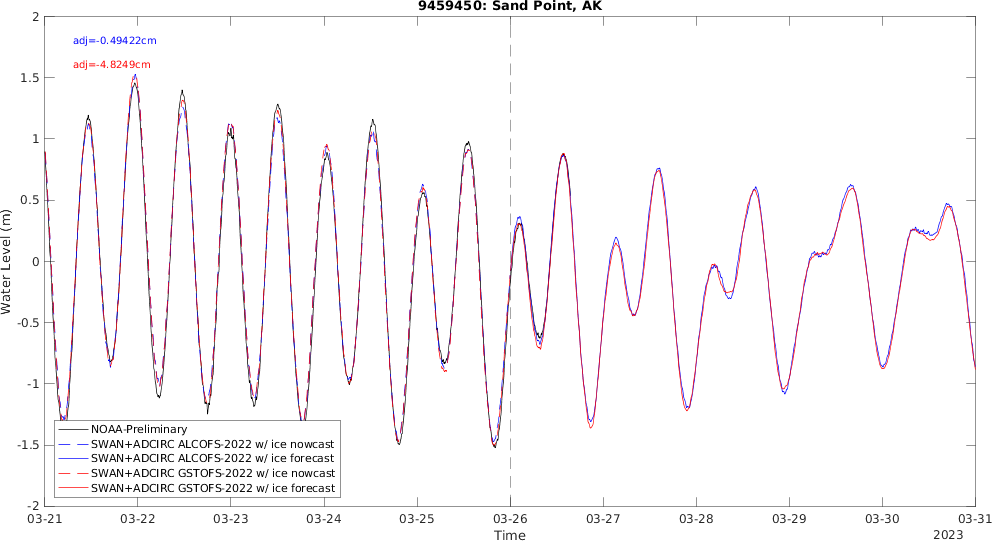 9459450: Sand Point, AK
2
adj=-0.49422cm
adj=-4.8249cm
1.5
1
0.5
0
-0.5
-1
-1.5
-2
Water Level (m)
NOAA-Preliminary
SWAN+ADCIRC ALCOFS-2022 w/ ice nowcast
SWAN+ADCIRC ALCOFS-2022 w/ ice forecast
SWAN+ADCIRC GSTOFS-2022 w/ ice nowcast
SWAN+ADCIRC GSTOFS-2022 w/ ice forecast
03-21 03-22 03-23 03-24 03-25 03-26 03-27 03-28 03-29 03-30 03-31
Time
2023